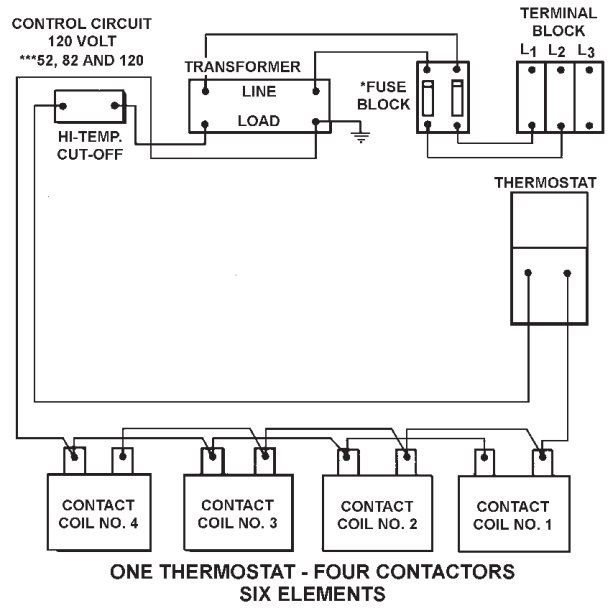 CONTROL CIRCUIT
120 VOLT
***52, 82 AND 120
TRANSFORMER
LINE
LOAD
HI-TEMP.
CUT-OFF
*FUSE
BLOCK
TERMINAL
BLOCK
L1 L2 L3
THERMOSTAT
CONTACT
COIL NO. 4
CONTACT
COIL NO. 3
CONTACT
COIL NO. 2
CONTACT
COIL NO. 1
ONE THERMOSTAT - FOUR CONTACTORS
SIX ELEMENTS